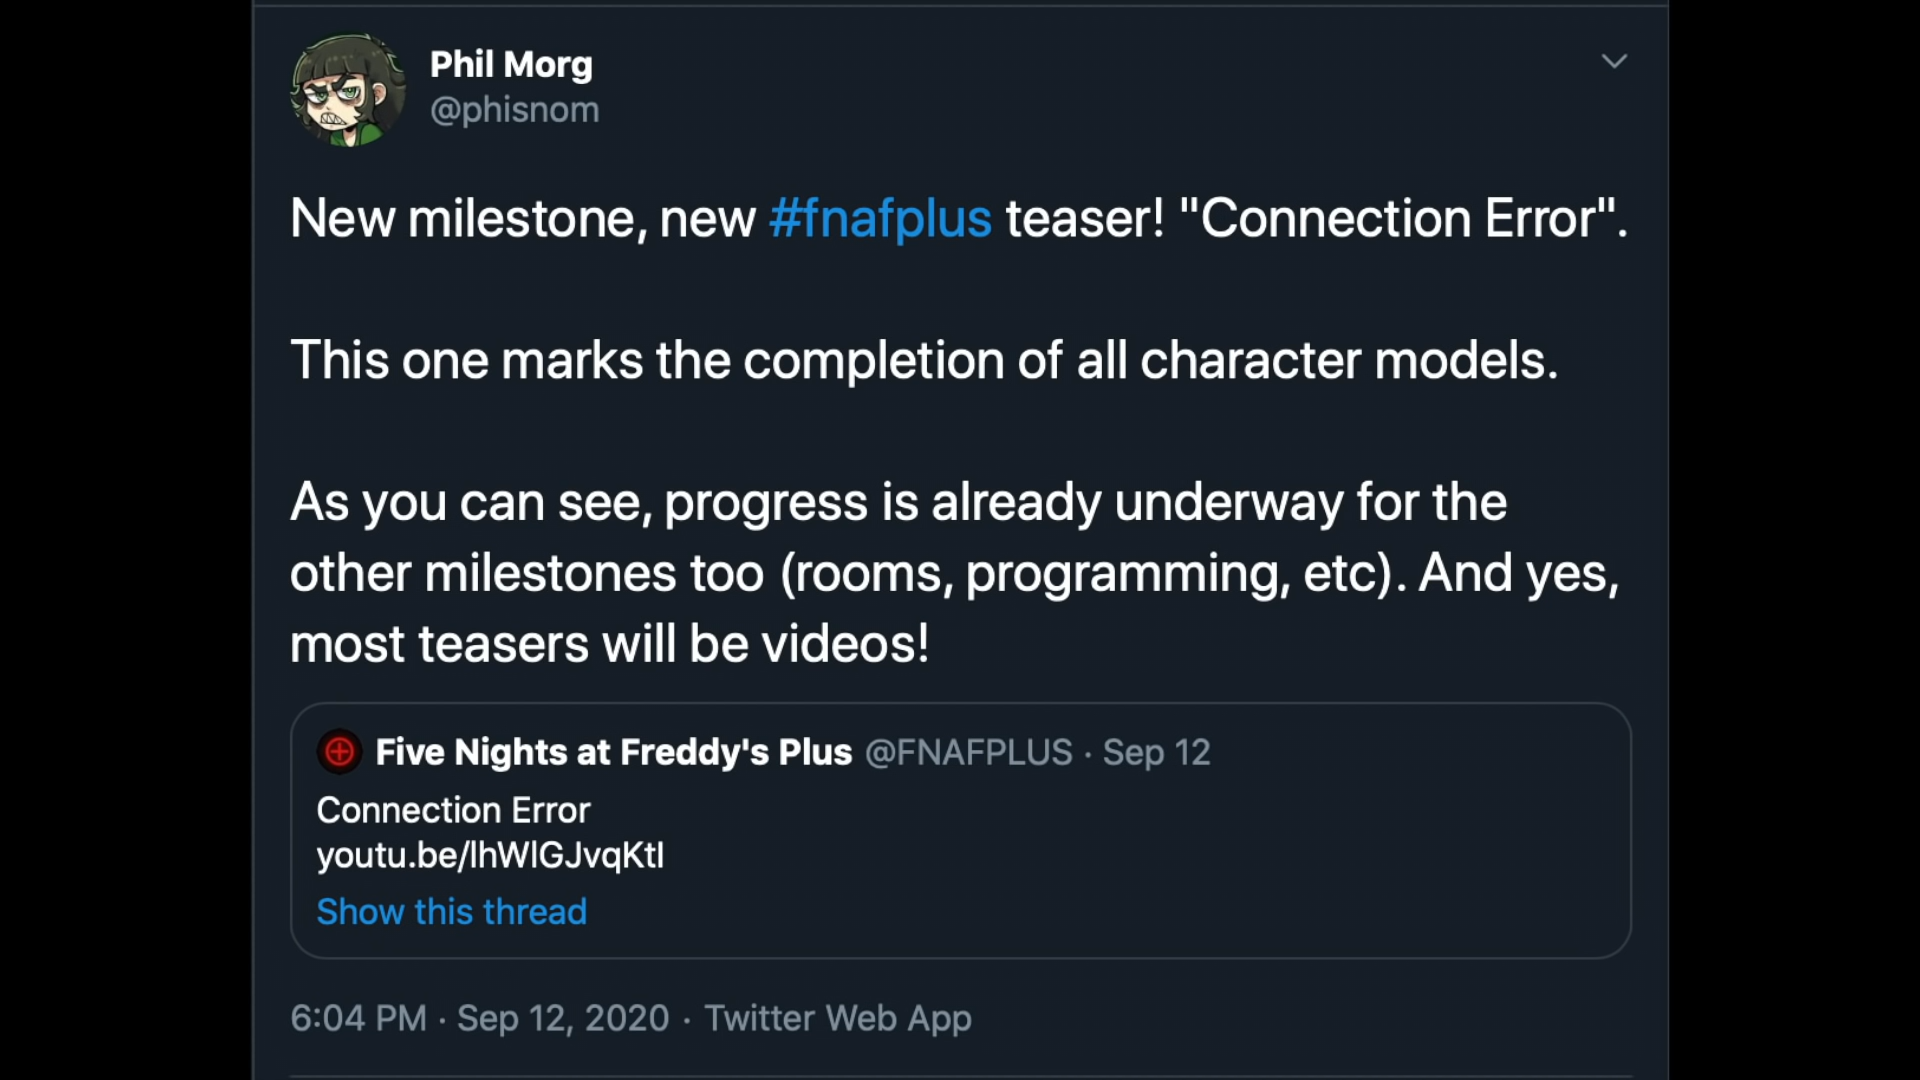 Phil Morg
@phisnom
New milestone, new #fnafplus teaser! "Connection Error".
This one marks the completion of all character models.
As you can see, progress is already underway for the
other milestones too (rooms, programming, etc). And yes,
most teasers will be videos!
Five Nights at Freddy's Plus @FNAFPLUS · Sep 12
Connection Error
youtu.be/lhWlGJvqKtI
Show this thread
6:04 PM · Sep 12, 2020 · Twitter Web App